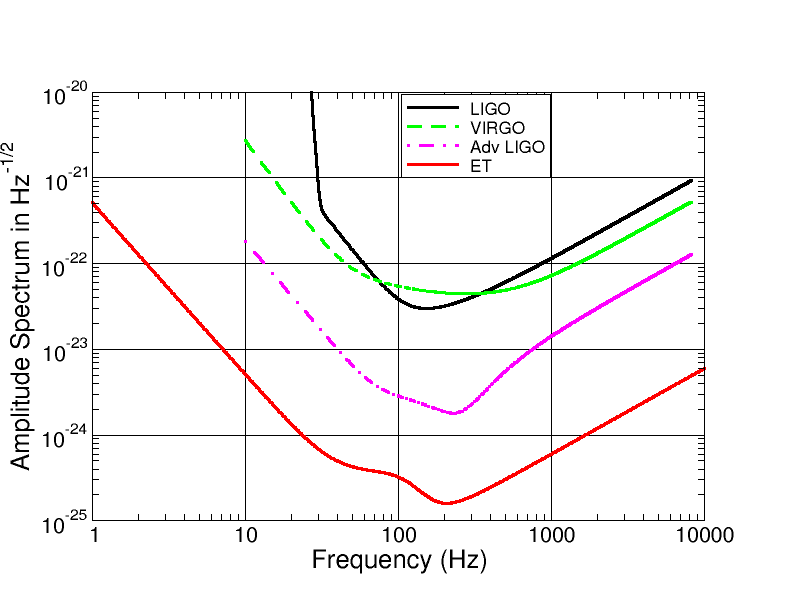 10-20
10-21
10-22
10-23
10-24
10-25
Amplitude Spectrum in Hz-1/2
LIGO
VIRGO
Adv LIGO
ET
1 10 100 1000 10000
Frequency (Hz)